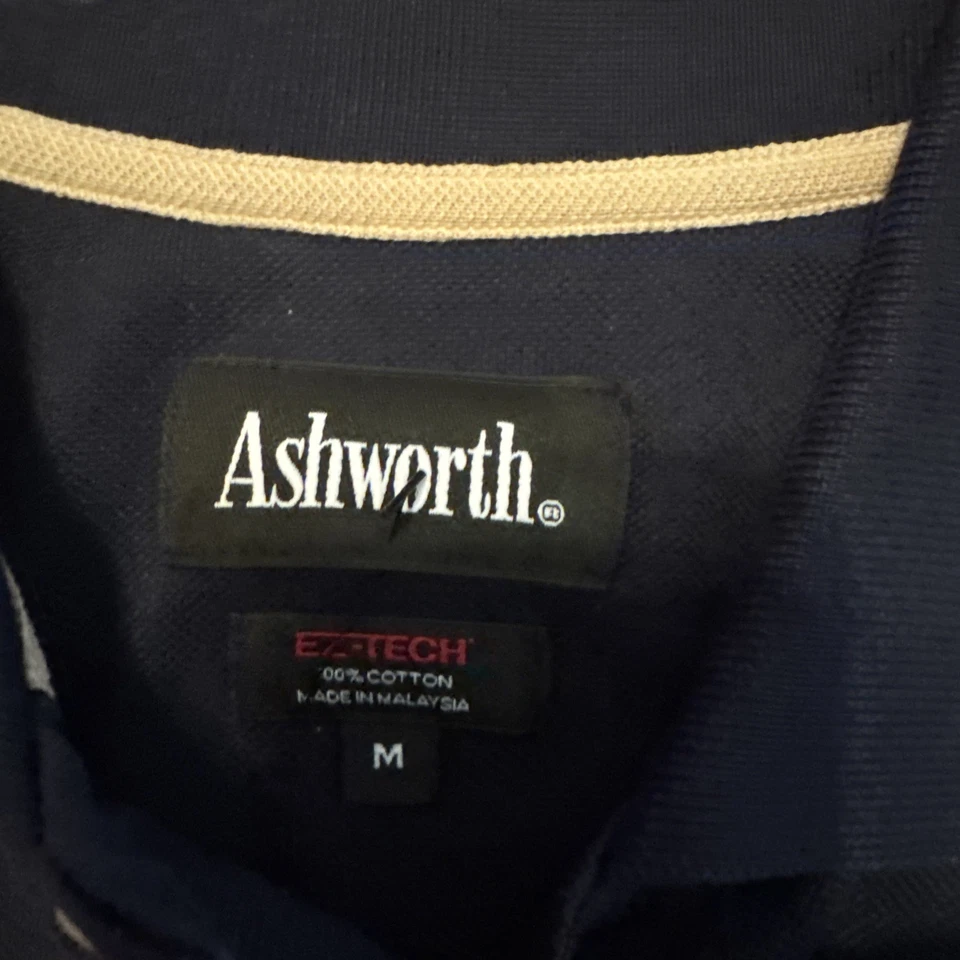 Ashworth®
EZ-TECH
100% COTTON
MADE IN MALAYSIA
M